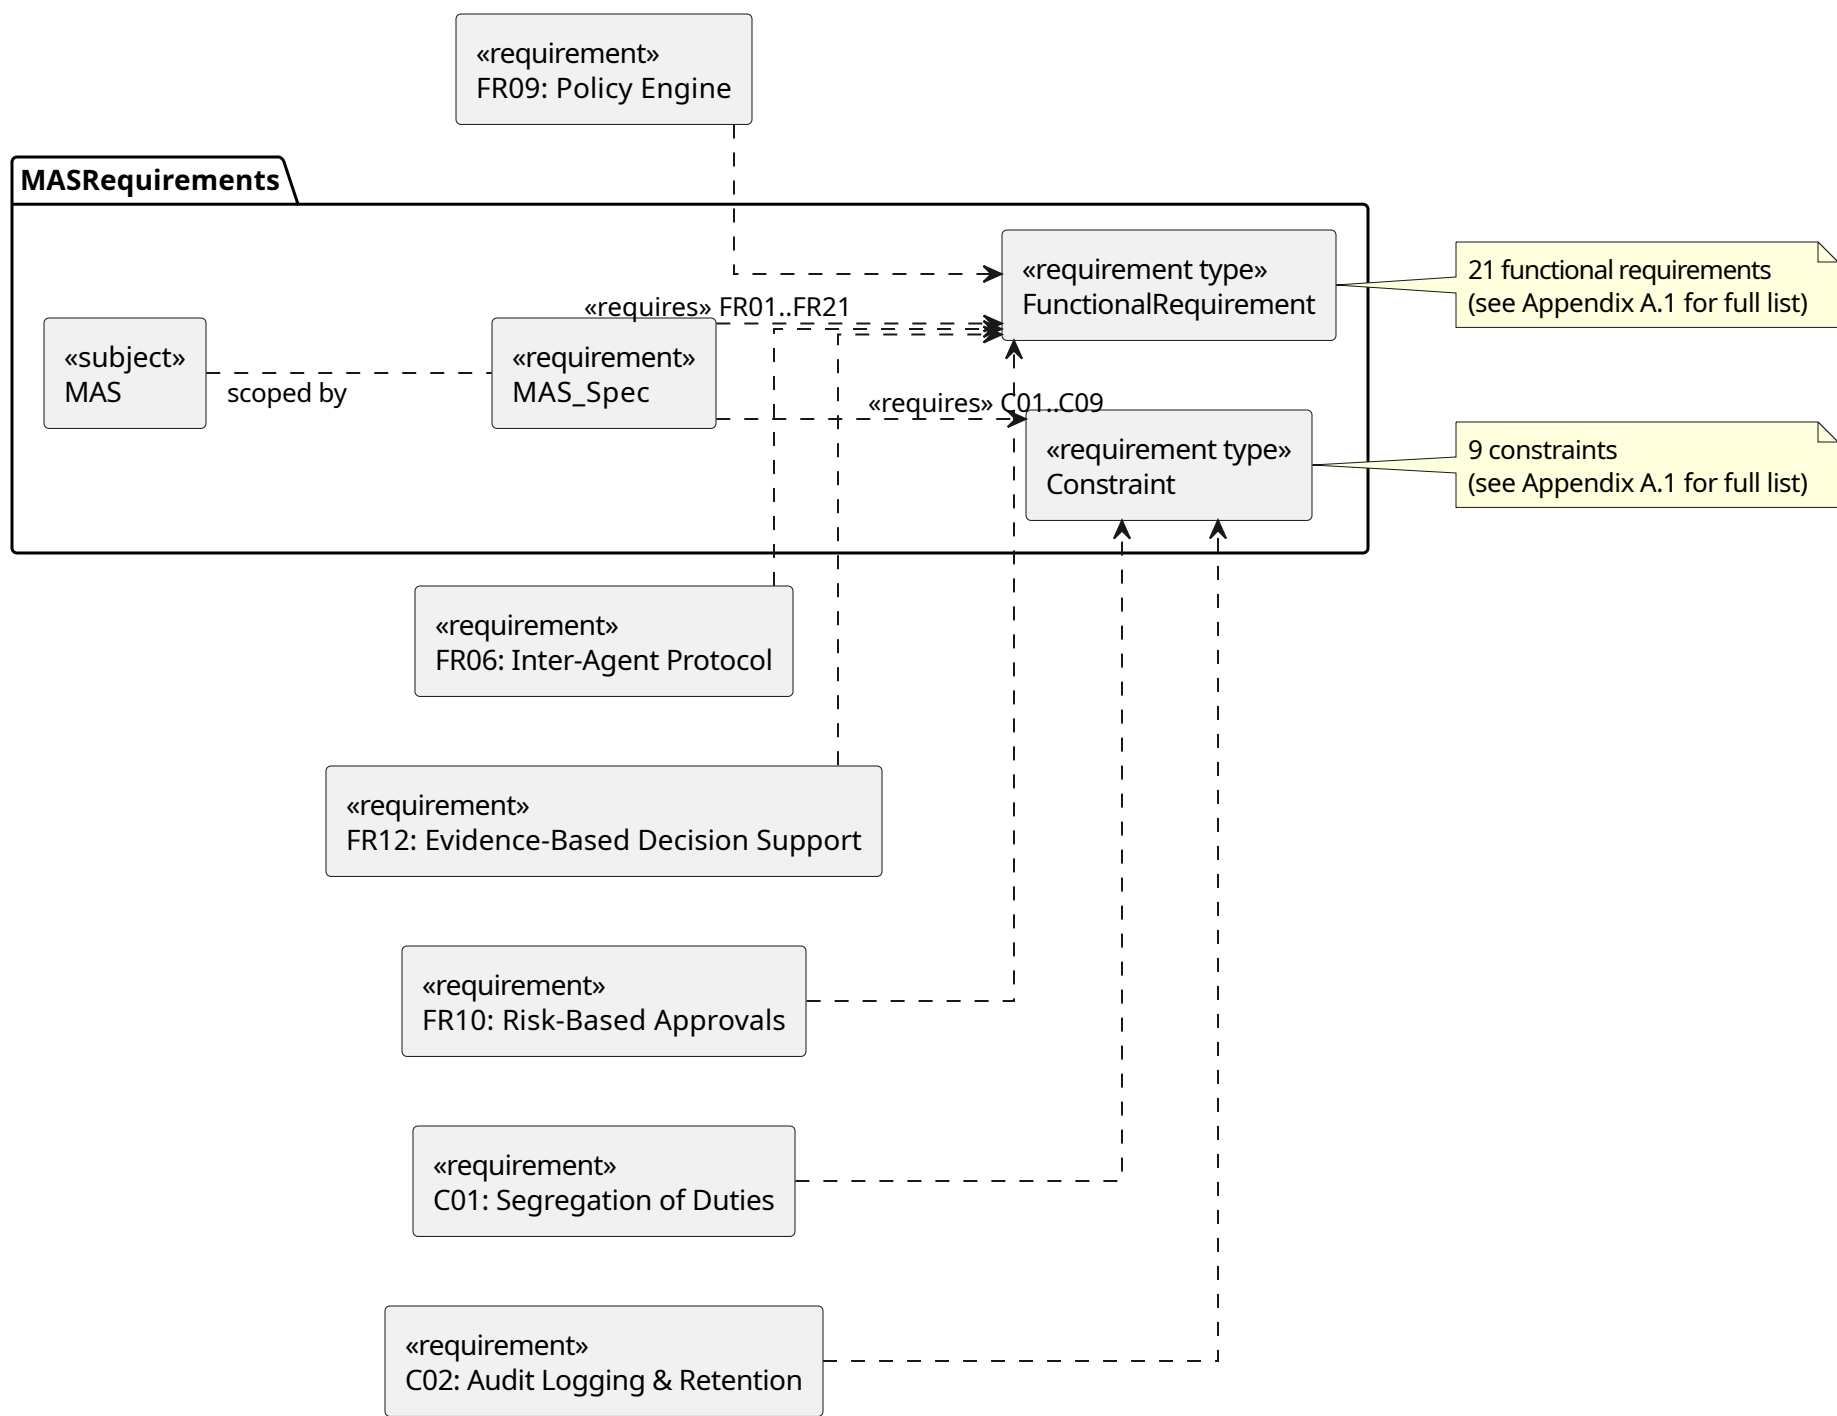 «requirement»
FR09: Policy Engine
MASRequirements
«requirement type»
FunctionalRequirement
21 functional requirements
(see Appendix A.1 for full list)
«requires» FR01..FR21
«subject»
MAS
scoped by
«requirement»
MAS_Spec
«requires» C01..C09
«requirement type»
Constraint
9 constraints
(see Appendix A.1 for full list)
«requirement»
FR06: Inter-Agent Protocol
«requirement»
FR12: Evidence-Based Decision Support
«requirement»
FR10: Risk-Based Approvals
«requirement»
C01: Segregation of Duties
«requirement»
C02: Audit Logging & Retention